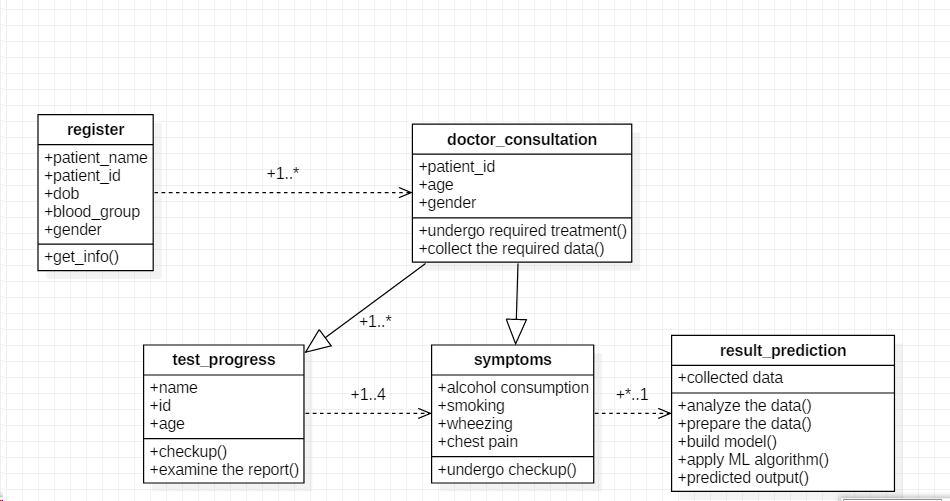 register
+patient_name
+patient_id
+dob
+blood_group
+gender
+get_info()
+1..*
doctor_consultation
+patient_id
+age
+gender
+undergo required treatment()
+collect the required data()
+1..*
test_progress
+name
+id
+age
+checkup()
+examine the report()
+1..4
symptoms
+alcohol consumption
+smoking
+wheezing
+chest pain
+undergo checkup()
+*..1
result_prediction
+collected data
+analyze the data()
+prepare the data()
+build model()
+apply ML algorithm()
+predicted output()